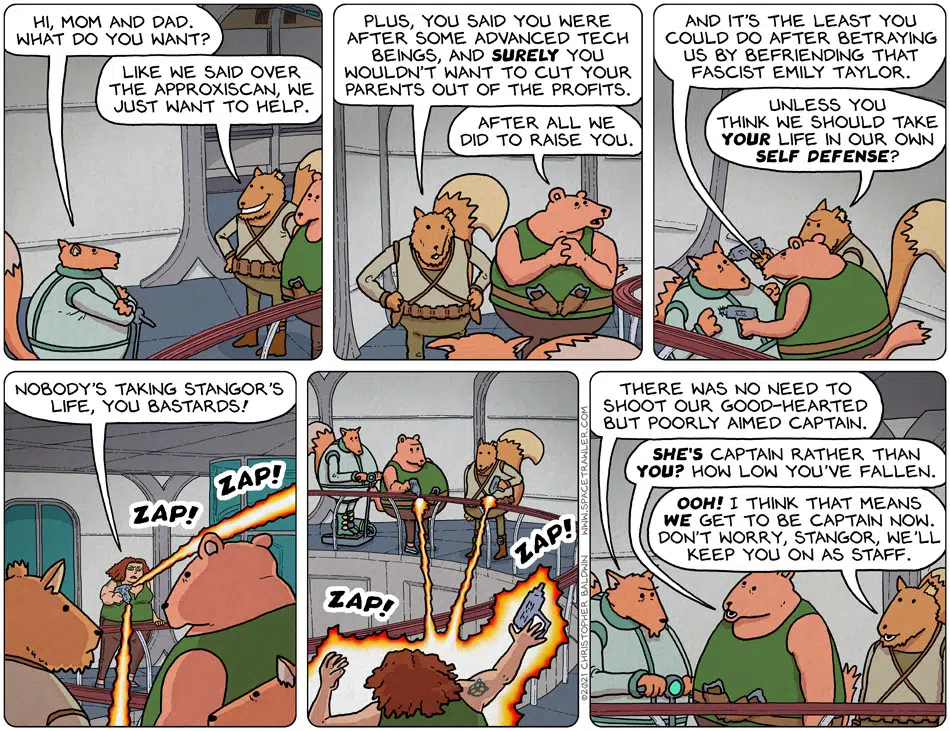 HI, MOM AND DAD.
WHAT DO YOU WANT?
LIKE WE SAID OVER
THE APPROXISCAN, WE
JUST WANT TO HELP.
PLUS, YOU SAID YOU WERE
AFTER SOME ADVANCED TECH
BEINGS, AND SURELY YOU
WOULDN'T WANT TO CUT YOUR
PARENTS OUT OF THE PROFITS.
AFTER ALL WE
DID TO RAISE YOU.
AND IT'S THE LEAST YOU
COULD DO AFTER BETRAYING
US BY BEFRIENDING THAT
FASCIST EMILY TAYLOR.
UNLESS YOU
THINK WE SHOULD TAKE
YOUR LIFE IN OUR OWN
SELF DEFENSE?
NOBODY'S TAKING STANGOR'S
LIFE, YOU BASTARDS!
ZAP!
ZAP!
ZAP!
ZAP!
©2021 CHRISTOPHER BALDWIN WWW.SPACETRAWLER.COM
THERE WAS NO NEED TO
SHOOT OUR GOOD-HEARTED
BUT POORLY AIMED CAPTAIN.
SHE'S CAPTAIN RATHER THAN
YOU? HOW LOW YOU'VE FALLEN.
OOH! I THINK THAT MEANS
WE GET TO BE CAPTAIN NOW.
DON'T WORRY, STANGOR, WE'LL
KEEP YOU ON AS STAFF.